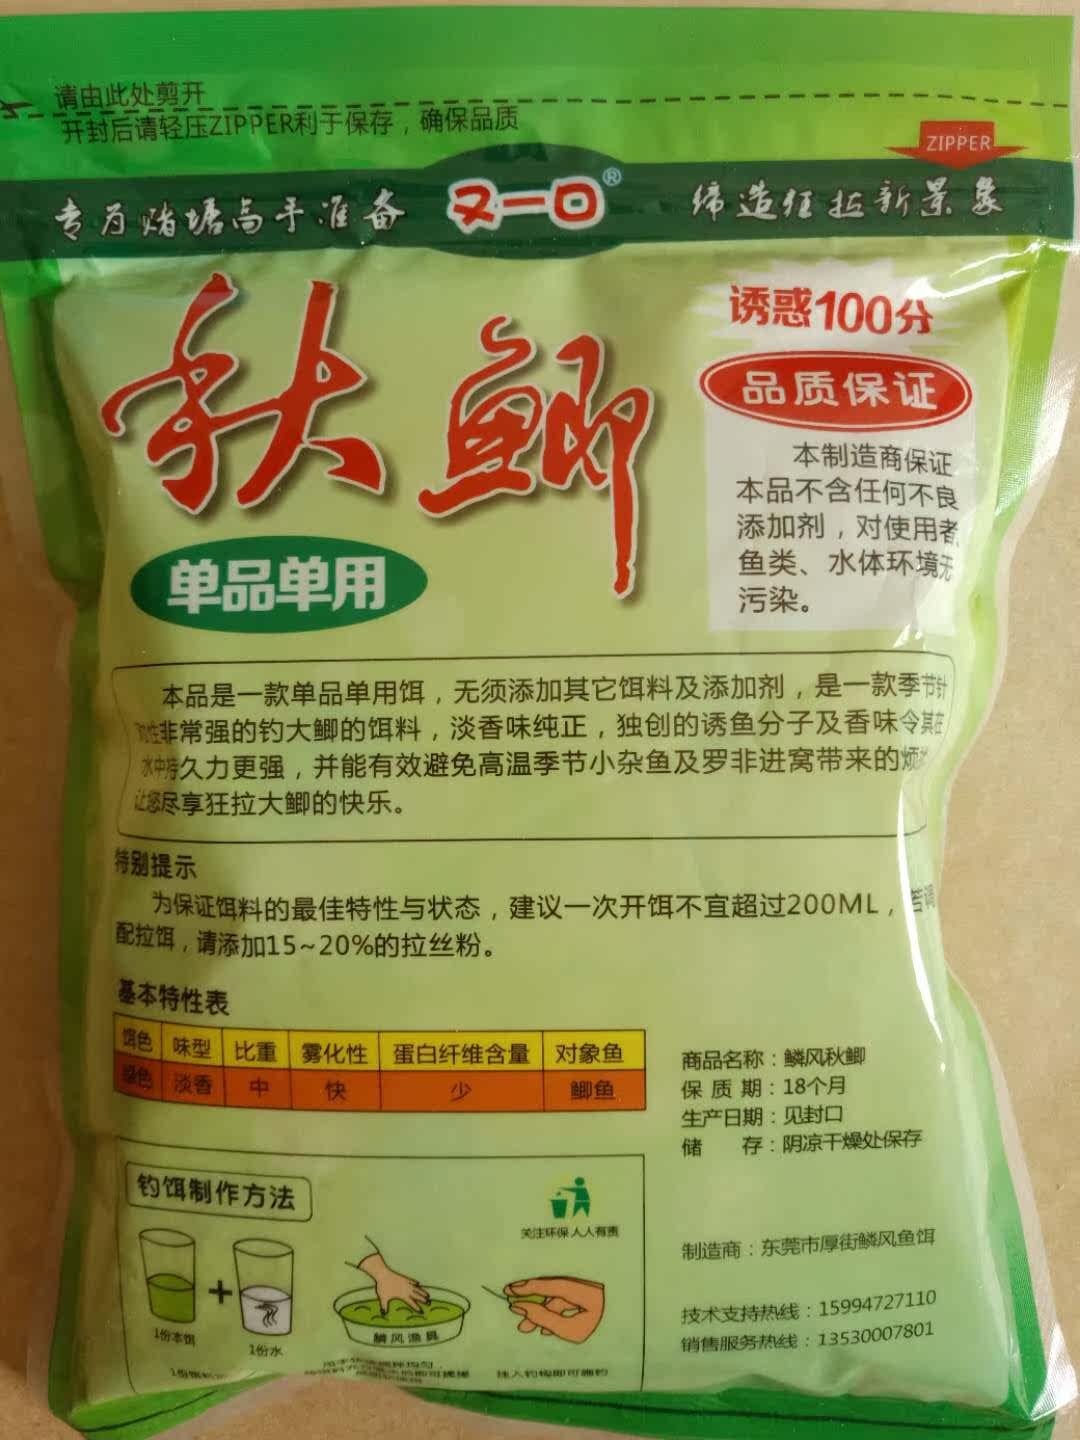 请由此处剪开
开封后请轻压ZIPPER利于保存，确保品质
ZIPPER
专为赌塘高手准备
又一口®
缔造狂拉新景象
秋鲫
诱惑100分
品质保证
本制造商保证
本品不含任何不良
添加剂，对使用者
鱼类、水体环境无
污染。
单品单用
本品是一款单品单用饵，无须添加其它饵料及添加剂，是一款季节针
对性非常强的钓大鲫的饵料，淡香味纯正，独创的诱鱼分子及香味令其在
水中持久力更强，并能有效避免高温季节小杂鱼及罗非进窝带来的烦
让您尽享狂拉大鲫的快乐。
特别提示
为保证饵料的最佳特性与状态，建议一次开饵不宜超过200ML，若调
配拉饵，请添加15~20%的拉丝粉。
基本特性表
饵色 味型 比重 雾化性 蛋白纤维含量 对象鱼
绿色 淡香 中 快 少 鲫鱼
商品名称：鳞风秋鲫
保质期：18个月
生产日期：见封口
储存：阴凉干燥处保存
钓饵制作方法
关注环保 人人有责
1份本饵
1份水
鳞风渔具
挂入钓钩即可施钓
制造商：东莞市厚街鳞风鱼饵
技术支持热线：15994727110
销售服务热线：13530007801